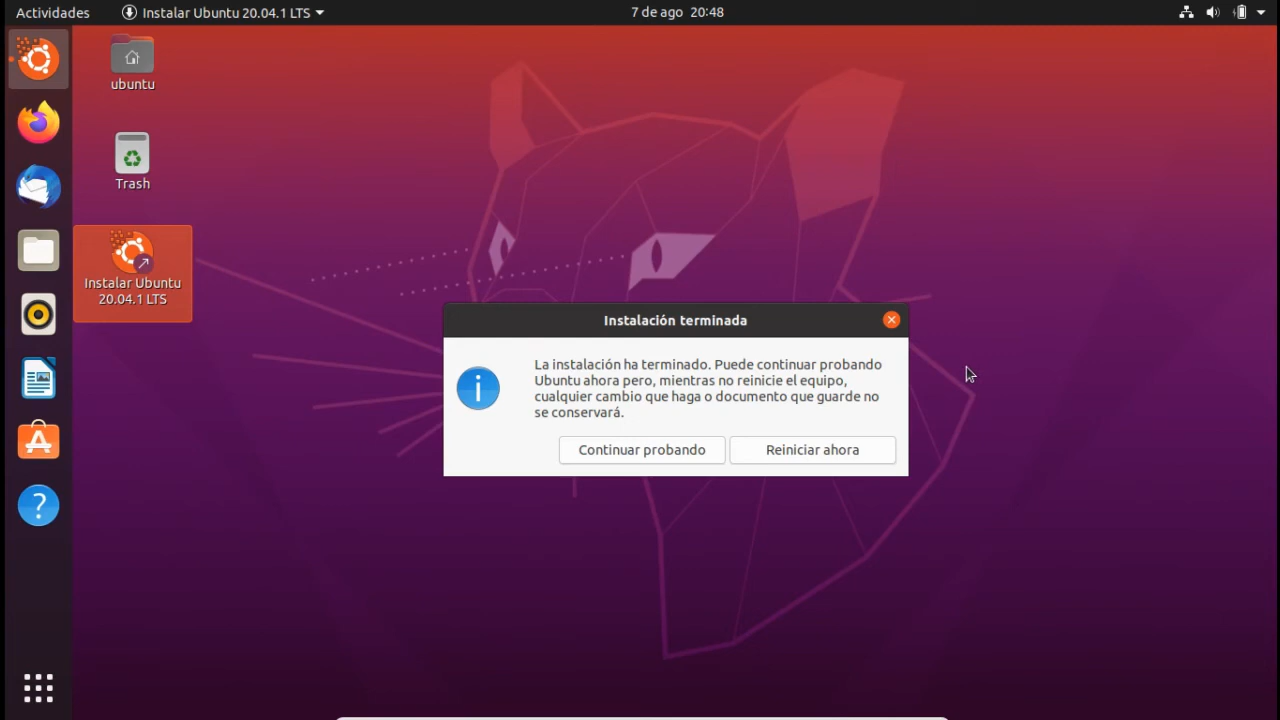 Actividades
Instalar Ubuntu 20.04.1 LTS
7 de ago 20:48
ubuntu
Trash
Instalar Ubuntu
20.04.1 LTS
Instalación terminada
La instalación ha terminado. Puede continuar probando
Ubuntu ahora pero, mientras no reinicie el equipo,
cualquier cambio que haga o documento que guarde no
se conservará.
Continuar probando
Reiniciar ahora